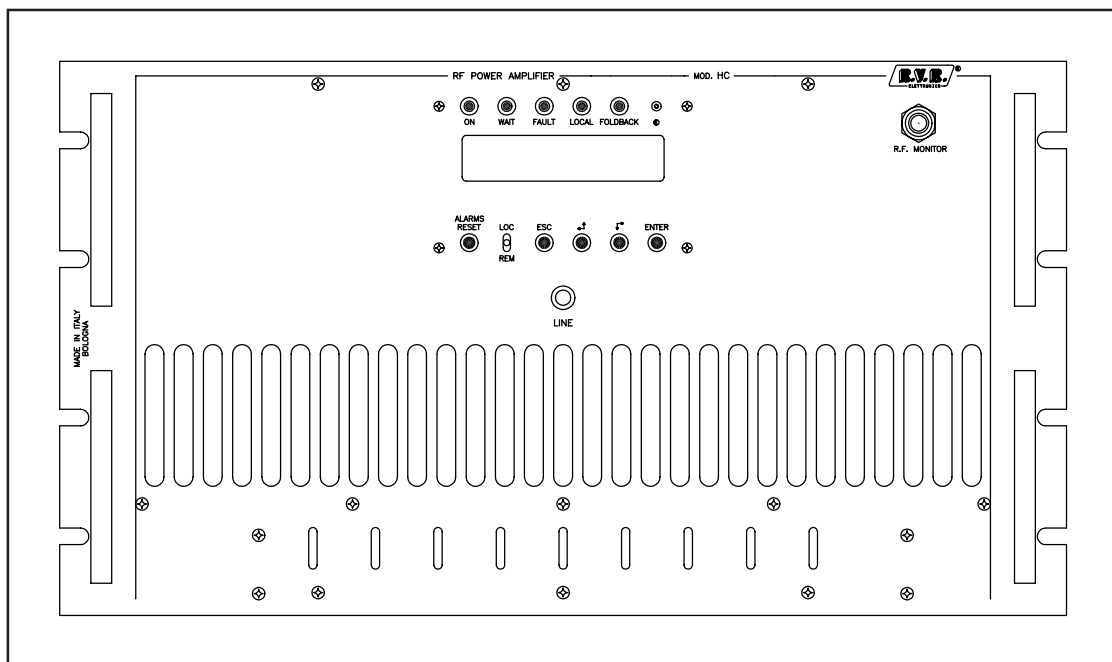 RF POWER AMPLIFIER
MOD. HC
R.V.R.®
ELETTRONICA
ON
WAIT
FAULT
LOCAL
FOLDBACK
R.F. MONITOR
ALARMS
RESET
LOC
REM
ESC
ENTER
LINE
MADE IN ITALY
BOLOGNA